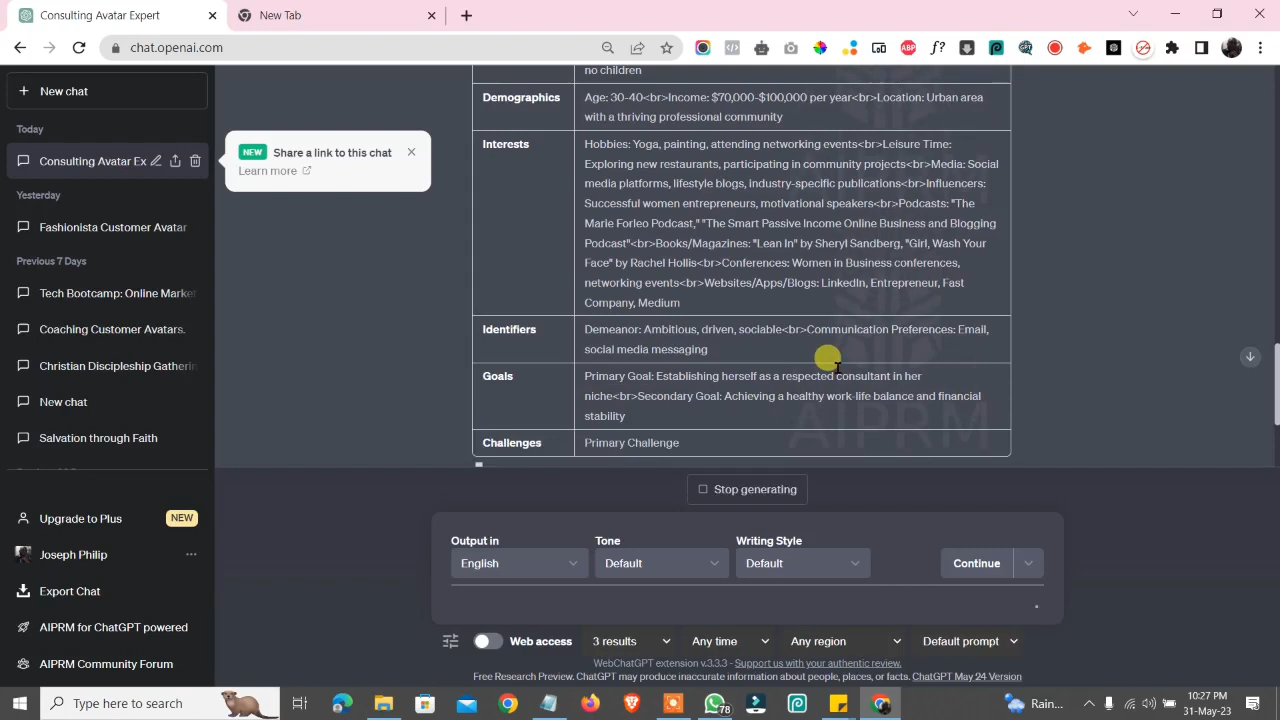 Consulting Avatar Expert
New Tab
chat.openai.com
ABP
f?
New chat
Today
Consulting Avatar Ex
NEW Share a link to this chat
Learn more
Yesterday
Fashionista Customer Avatar
Previous 7 Days
Tech Bootcamp: Online Market
Coaching Customer Avatars.
Christian Discipleship Gatherin
New chat
Salvation through Faith
Upgrade to Plus NEW
Joseph Philip
Export Chat
AIPRM for ChatGPT powered
AIPRM Community Forum
no children
Demographics
Age: 30-40<br>Income: $70,000-$100,000 per year<br>Location: Urban area
with a thriving professional community
Interests
Hobbies: Yoga, painting, attending networking events<br>Leisure Time:
Exploring new restaurants, participating in community projects<br>Media: Social
media platforms, lifestyle blogs, industry-specific publications<br>Influencers:
Successful women entrepreneurs, motivational speakers<br>Podcasts: "The
Marie Forleo Podcast," "The Smart Passive Income Online Business and Blogging
Podcast"<br>Books/Magazines: "Lean In" by Sheryl Sandberg, "Girl, Wash Your
Face" by Rachel Hollis<br>Conferences: Women in Business conferences,
networking events<br>Websites/Apps/Blogs: LinkedIn, Entrepreneur, Fast
Company, Medium
Identifiers
Demeanor: Ambitious, driven, sociable<br>Communication Preferences: Email,
social media messaging
Goals
Primary Goal: Establishing herself as a respected consultant in her
niche<br>Secondary Goal: Achieving a healthy work-life balance and financial
stability
AIPRM
Challenges
Primary Challenge
Stop generating
Output in
English
Tone
Default
Writing Style
Default
Continue
Web access
3 results
Any time
Any region
Default prompt
WebChatGPT extension v.3.3.3 - Support us with your authentic review.
Free Research Preview. ChatGPT may produce inaccurate information about people, places, or facts. ChatGPT May 24 Version
Type here to search
78
Rain...
10:27 PM
31-May-23